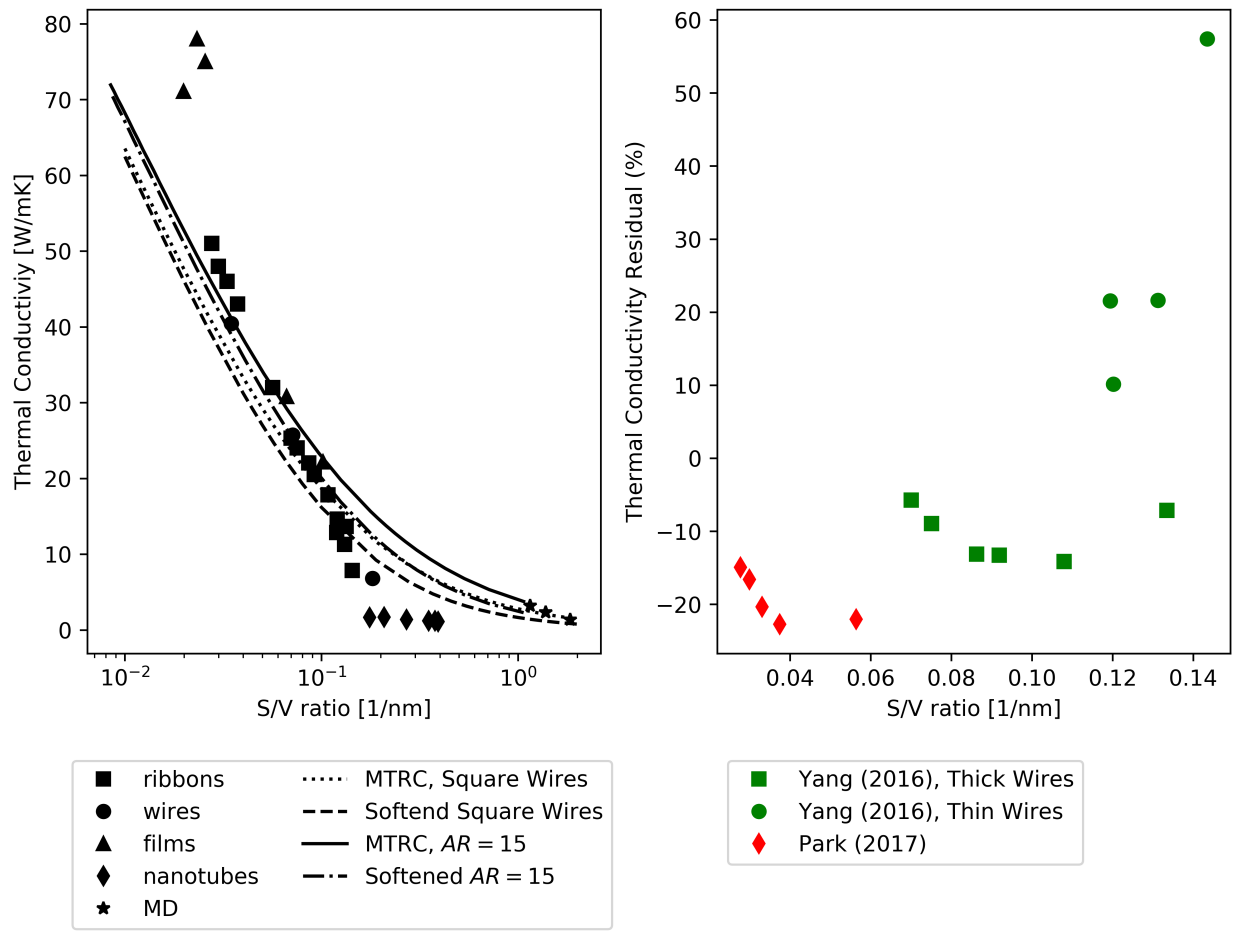 80
70
60
50
40
30
20
10
0
Thermal Conductiviy [W/mK]
10⁻² 10⁻¹ 10⁰
S/V ratio [1/nm]
60
50
40
30
20
10
0
−10
−20
Thermal Conductivity Residual (%)
0.04 0.06 0.08 0.10 0.12 0.14
S/V ratio [1/nm]
ribbons
wires
films
nanotubes
MD
MTRC, Square Wires
Softend Square Wires
MTRC, AR = 15
Softened AR = 15
Yang (2016), Thick Wires
Yang (2016), Thin Wires
Park (2017)